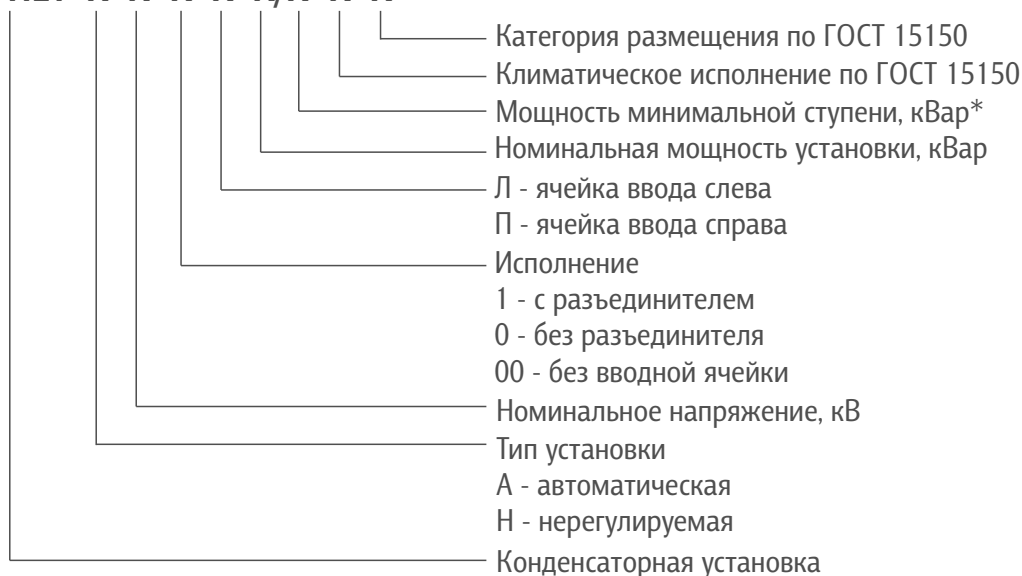 Категория размещения по ГОСТ 15150
Климатическое исполнение по ГОСТ 15150
Мощность минимальной ступени, кВар*
Номинальная мощность установки, кВар
Л - ячейка ввода слева
П - ячейка ввода справа
Исполнение
1 - с разъединителем
0 - без разъединителя
00 - без вводной ячейки
Номинальное напряжение, кВ
Тип установки
А - автоматическая
Н - нерегулируемая
Конденсаторная установка